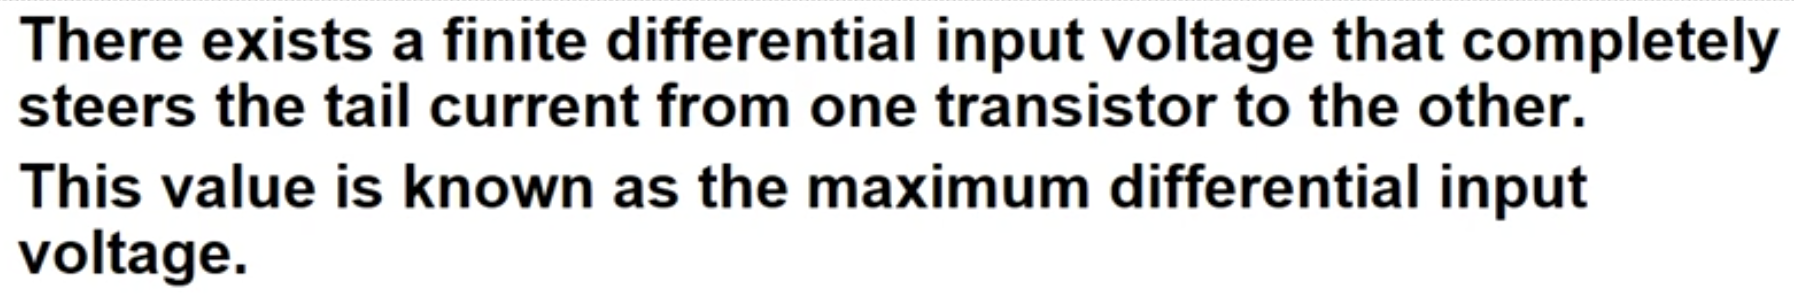 There exists a finite differential input voltage that completely
steers the tail current from one transistor to the other.
This value is known as the maximum differential input
voltage.